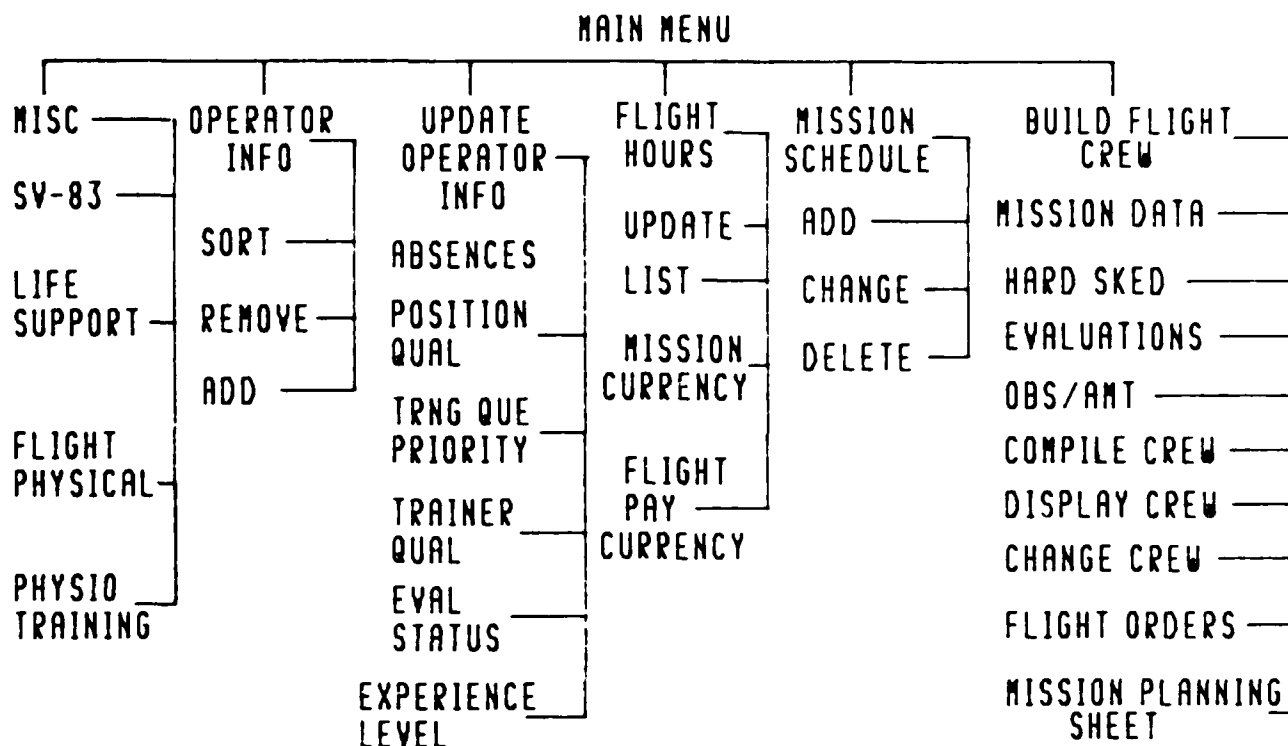 MAIN MENU
MISC
SV-83
LIFE
SUPPORT
FLIGHT
PHYSICAL
PHYSIO
TRAINING
OPERATOR
INFO
SORT
REMOVE
ADD
UPDATE
OPERATOR
INFO
ABSENCES
POSITION
QUAL
TRNG QUE
PRIORITY
TRAINER
QUAL
EVAL
STATUS
EXPERIENCE
LEVEL
FLIGHT
HOURS
UPDATE
LIST
MISSION
CURRENCY
FLIGHT
PAY
CURRENCY
MISSION
SCHEDULE
ADD
CHANGE
DELETE
BUILD FLIGHT
CREW
MISSION DATA
HARD SKED
EVALUATIONS
OBS/AMT
COMPILE CREW
DISPLAY CREW
CHANGE CREW
FLIGHT ORDERS
MISSION PLANNING
SHEET